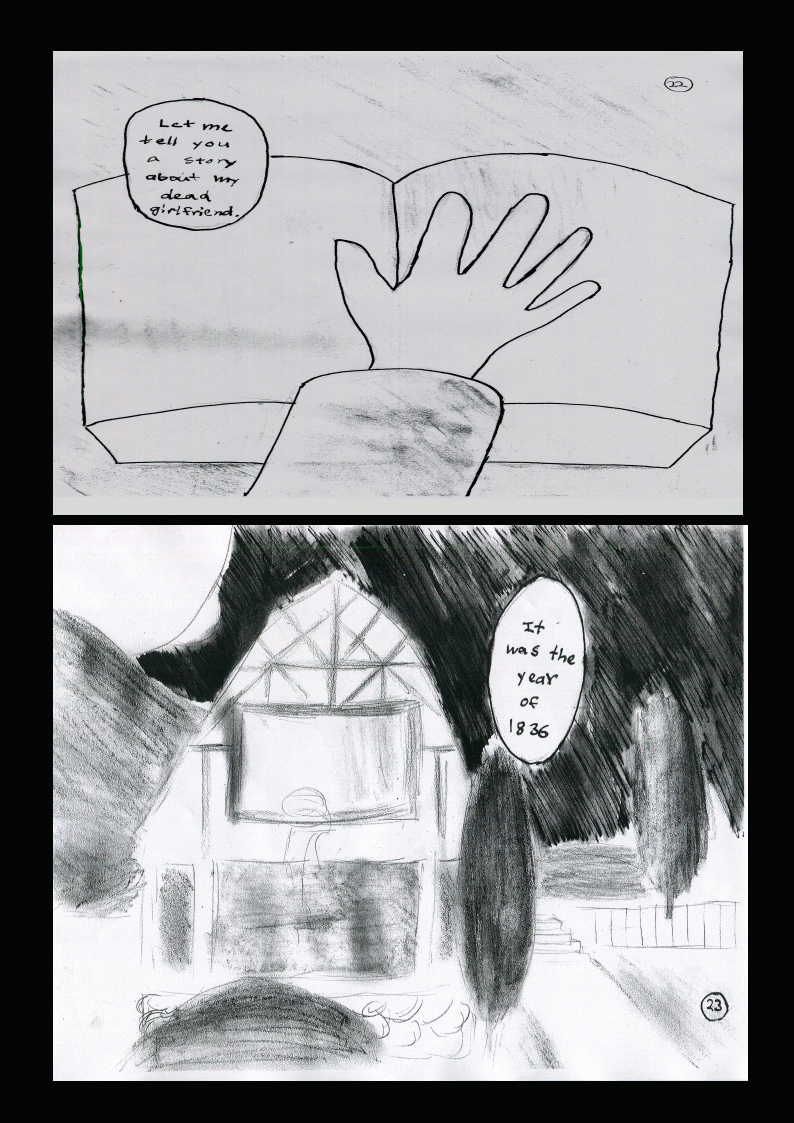 22
Let me
tell you
a story
about my
dead
girlfriend.
It
was the
year
of
1836
23